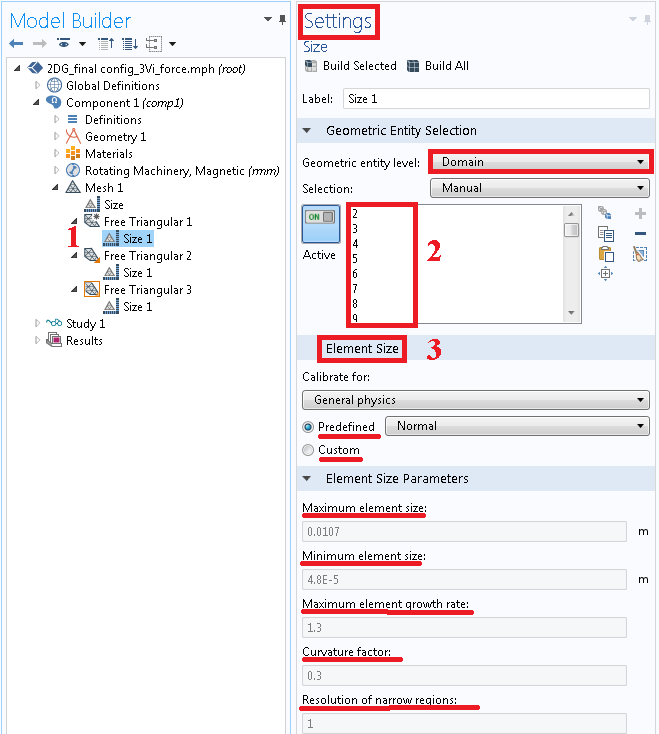 Model Builder
2DG_final config_3Vi_force.mph (root)
Global Definitions
Component 1 (comp1)
Definitions
Geometry 1
Materials
Rotating Machinery, Magnetic (rmm)
Mesh 1
Size
Free Triangular 1
1
Size 1
Free Triangular 2
Size 1
Free Triangular 3
Size 1
Study 1
Results
Settings
Size
Build Selected
Build All
Label:
Size 1
Geometric Entity Selection
Geometric entity level:
Domain
Selection:
Manual
ON
Active
2
3
4
5
6
7
8
9
2
Element Size
3
Calibrate for:
General physics
Predefined
Normal
Custom
Element Size Parameters
Maximum element size:
0.0107
m
Minimum element size:
4.8E-5
m
Maximum element growth rate:
1.3
Curvature factor:
0.3
Resolution of narrow regions:
1